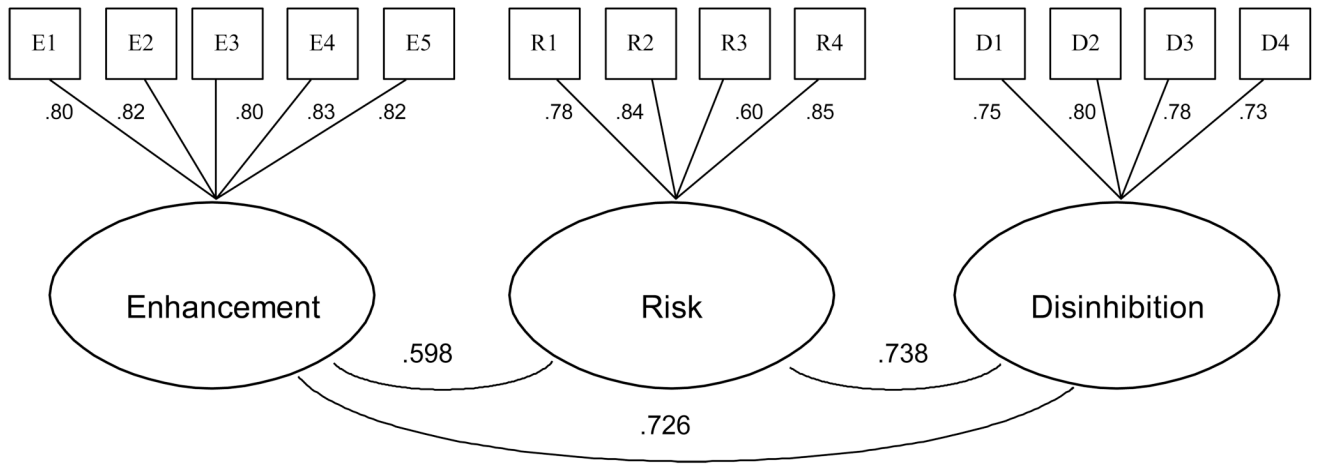 E1 E2 E3 E4 E5 R1 R2 R3 R4 D1 D2 D3 D4
.80 .82 .80 .83 .82 .78 .84 .60 .85 .75 .80 .78 .73
Enhancement Risk Disinhibition
.598 .738
.726